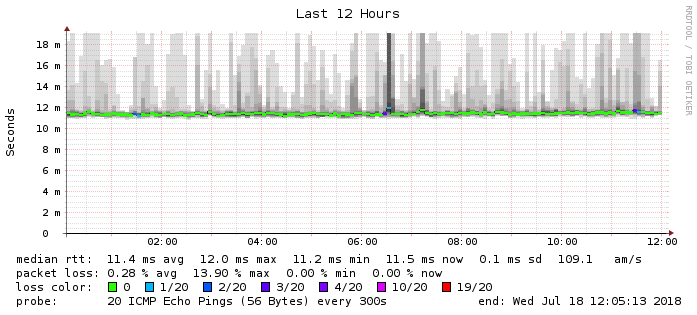 Last 12 Hours
RRDTOOL / TOBI OETIKER
Seconds
18 m
16 m
14 m
12 m
10 m
8 m
6 m
4 m
2 m
0
02:00 04:00 06:00 08:00 10:00 12:00
median rtt: 11.4 ms avg 12.0 ms max 11.2 ms min 11.5 ms now 0.1 ms sd 109.1 am/s
packet loss: 0.28 % avg 13.90 % max 0.00 % min 0.00 % now
loss color: 0 1/20 2/20 3/20 4/20 10/20 19/20
probe: 20 ICMP Echo Pings (56 Bytes) every 300s end: Wed Jul 18 12:05:13 2018